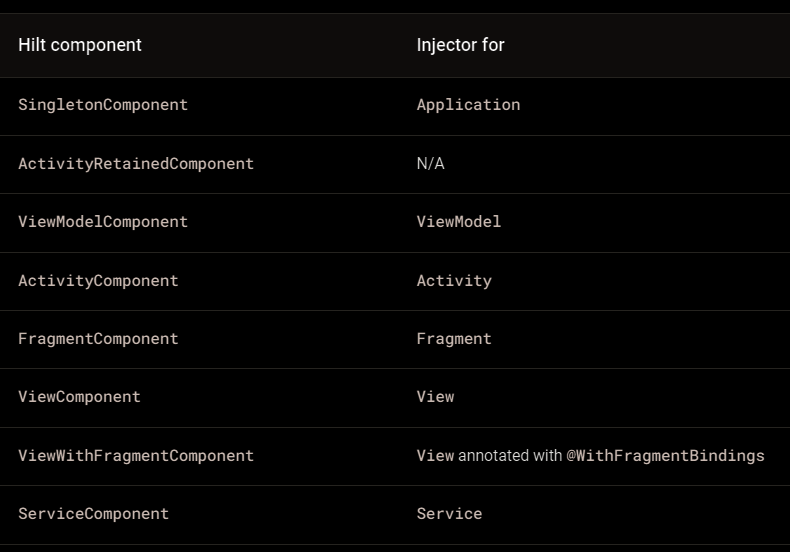 Hilt component Injector for
SingletonComponent Application
ActivityRetainedComponent N/A
ViewModelComponent ViewModel
ActivityComponent Activity
FragmentComponent Fragment
ViewComponent View
ViewWithFragmentComponent View annotated with @WithFragmentBindings
ServiceComponent Service